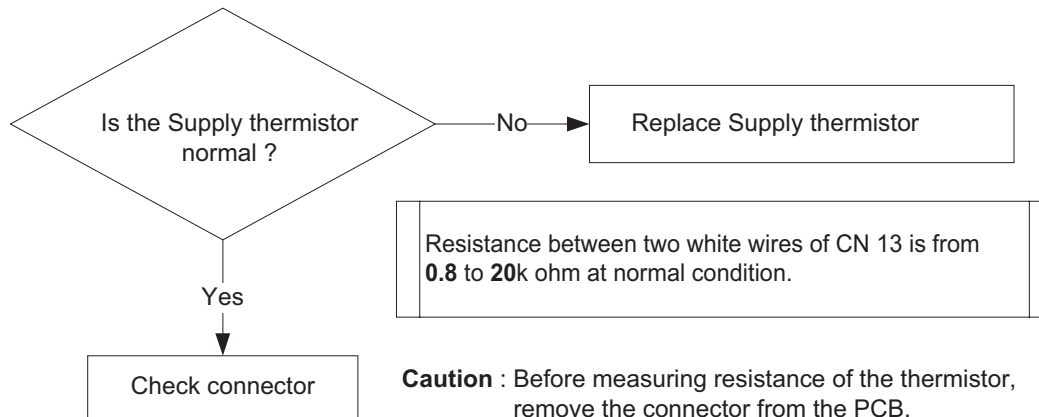 Is the Supply thermistor
normal ?
No
Replace Supply thermistor
Resistance between two white wires of CN 13 is from
0.8 to 20k ohm at normal condition.
Yes
Check connector
Caution : Before measuring resistance of the thermistor,
remove the connector from the PCB.